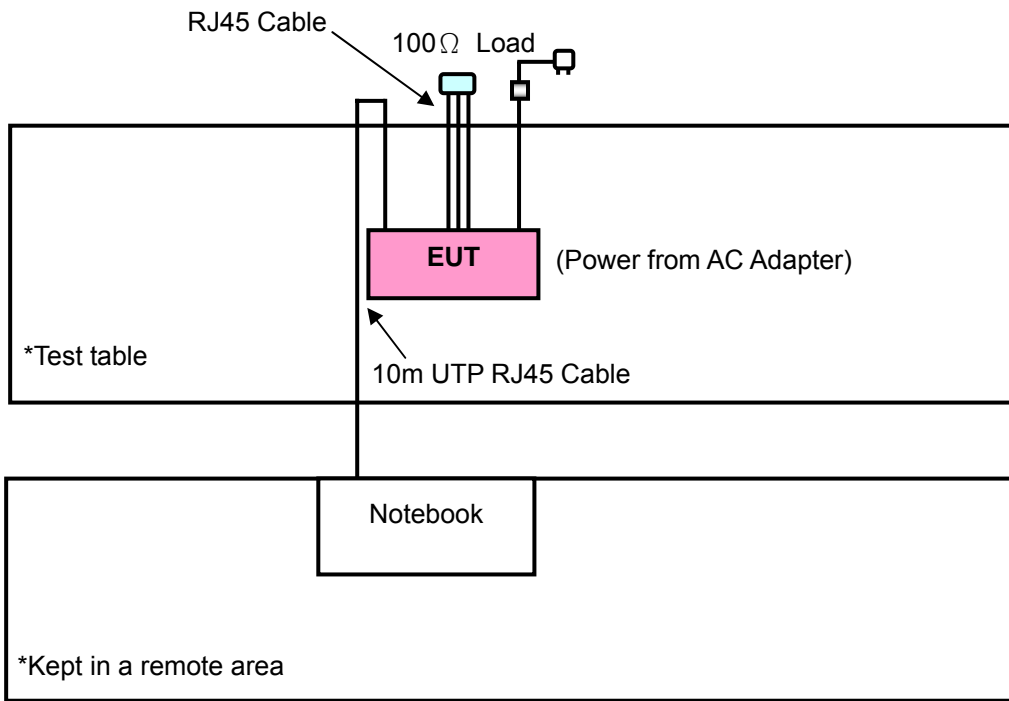 RJ45 Cable
100Ω Load
EUT
(Power from AC Adapter)
*Test table
10m UTP RJ45 Cable
Notebook
*Kept in a remote area